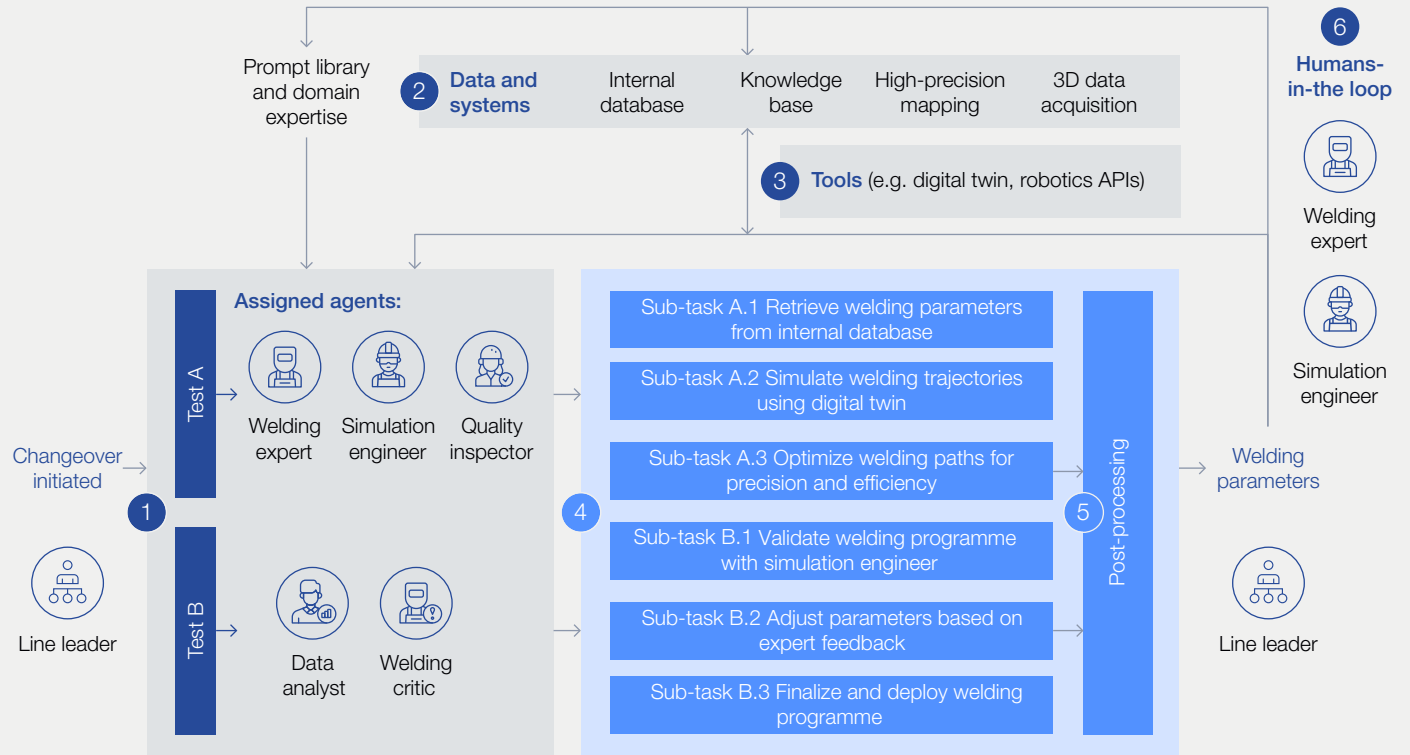 Prompt library
and domain
expertise
2
Data and
systems
Internal
database
Knowledge
base
High-precision
mapping
3D data
acquisition
3
Tools (e.g. digital twin, robotics APIs)
6
Humans-
in-the loop
Welding
expert
Simulation
engineer
Changeover
initiated
Line leader
1
Test A
Assigned agents:
Welding
expert
Simulation
engineer
Quality
inspector
Test B
Data
analyst
Welding
critic
4
Sub-task A.1 Retrieve welding parameters
from internal database
Sub-task A.2 Simulate welding trajectories
using digital twin
Sub-task A.3 Optimize welding paths for
precision and efficiency
Sub-task B.1 Validate welding programme
with simulation engineer
Sub-task B.2 Adjust parameters based on
expert feedback
Sub-task B.3 Finalize and deploy welding
programme
5
Post-processing
Welding
parameters
Line leader